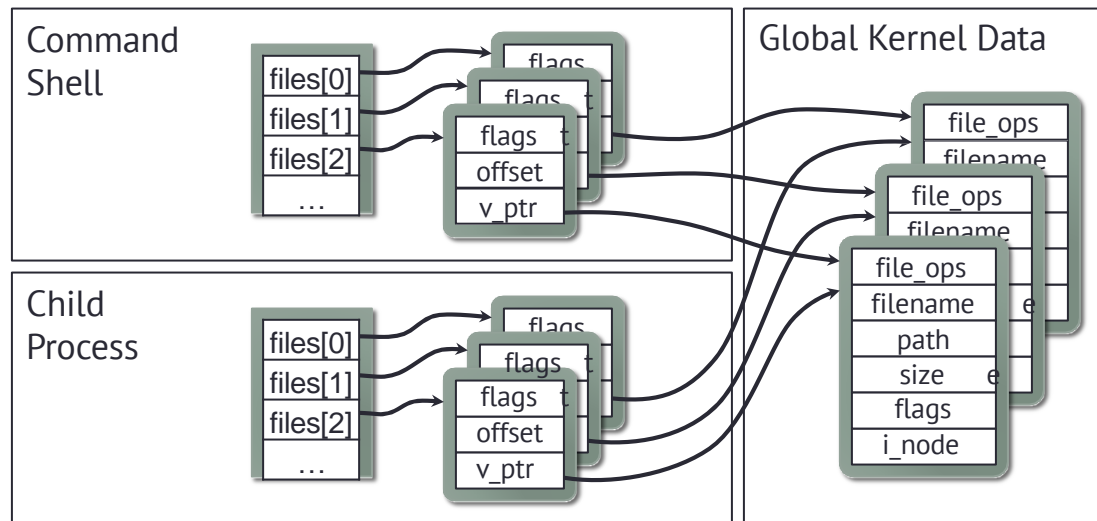 Command
Shell
files[0]
files[1]
files[2]
…
flags
flags t
flags t
offset
v_ptr
Child
Process
files[0]
files[1]
files[2]
…
flags
flags t
flags t
offset
v_ptr
Global Kernel Data
file_ops
filename
file_ops
filename
file_ops
filename e
path
size e
flags
i_node